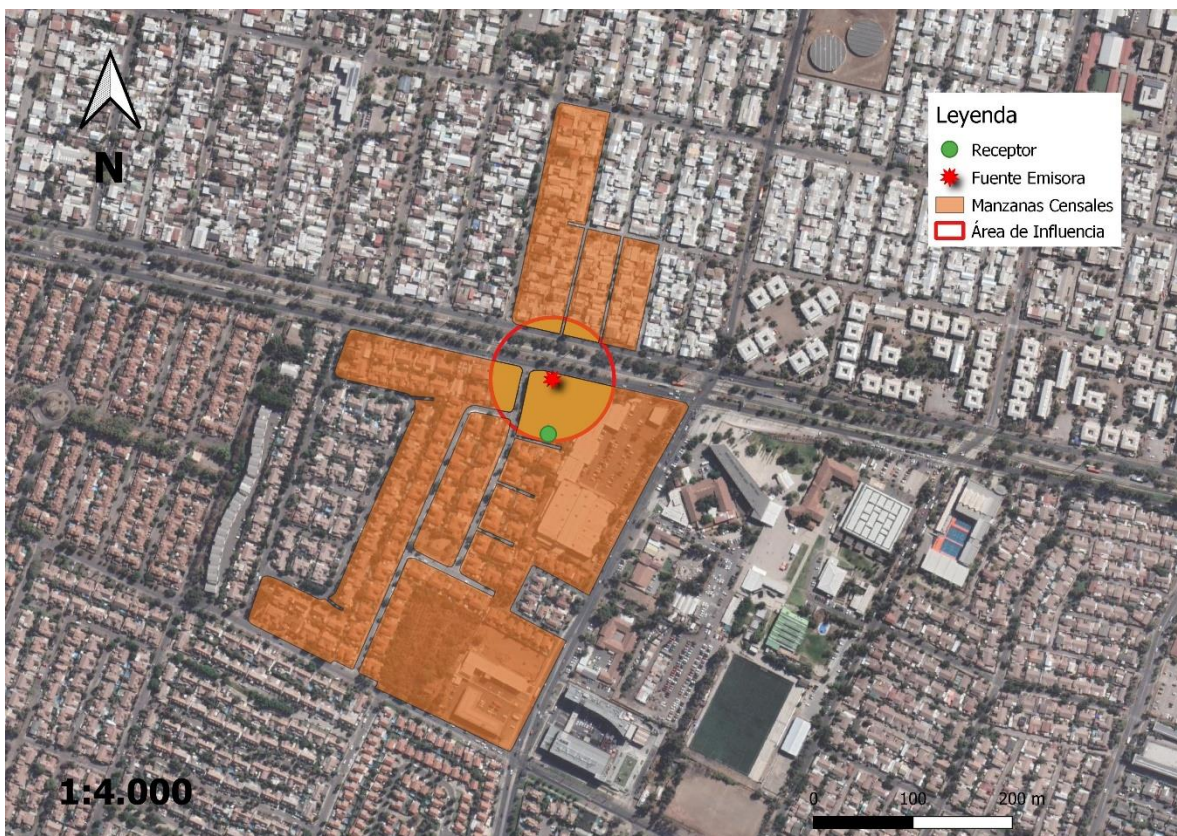 N
Leyenda
Receptor
Fuente Emisora
Manzanas Censales
Área de Influencia
1:4.000
0 100 200 m